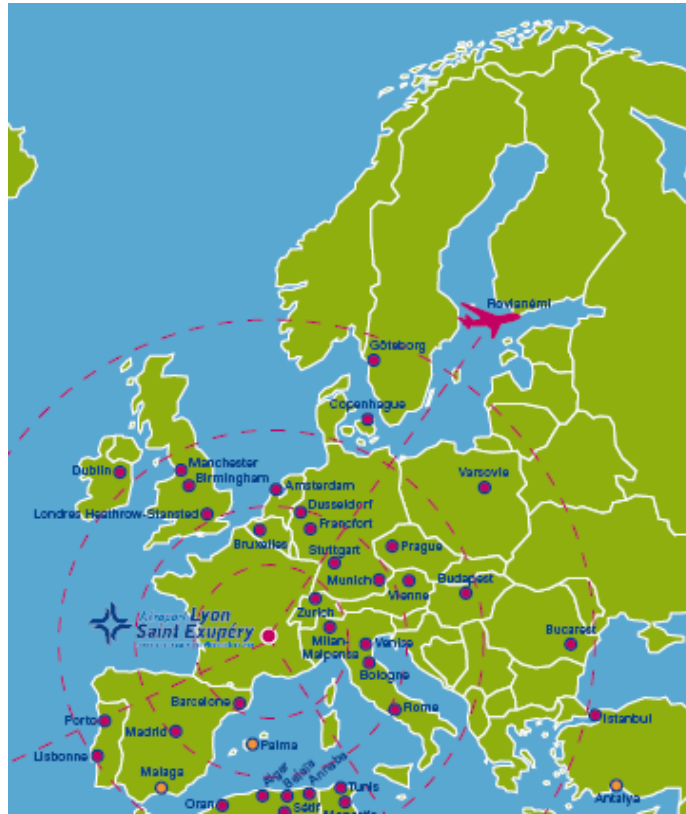 Rovianémi
Göteborg
Copenhague
Dublin
Manchester
Birmingham
Varsovie
Amsterdam
Londres Heathrow-Stansted
Dusseldorf
Francfort
Bruxelles
Prague
Stuttgart
Munich
Vienne
Budapest
Zurich
Aéroport Lyon
Saint Exupéry
Milan-
Malpensa
Venise
Bucarest
Bologne
Barcelone
Rome
Porto
Madrid
Istanbul
Lisbonne
Palma
Malaga
Alger
Bejaja
Annaba
Tunis
Antalya
Oran
Sétif
Monastir